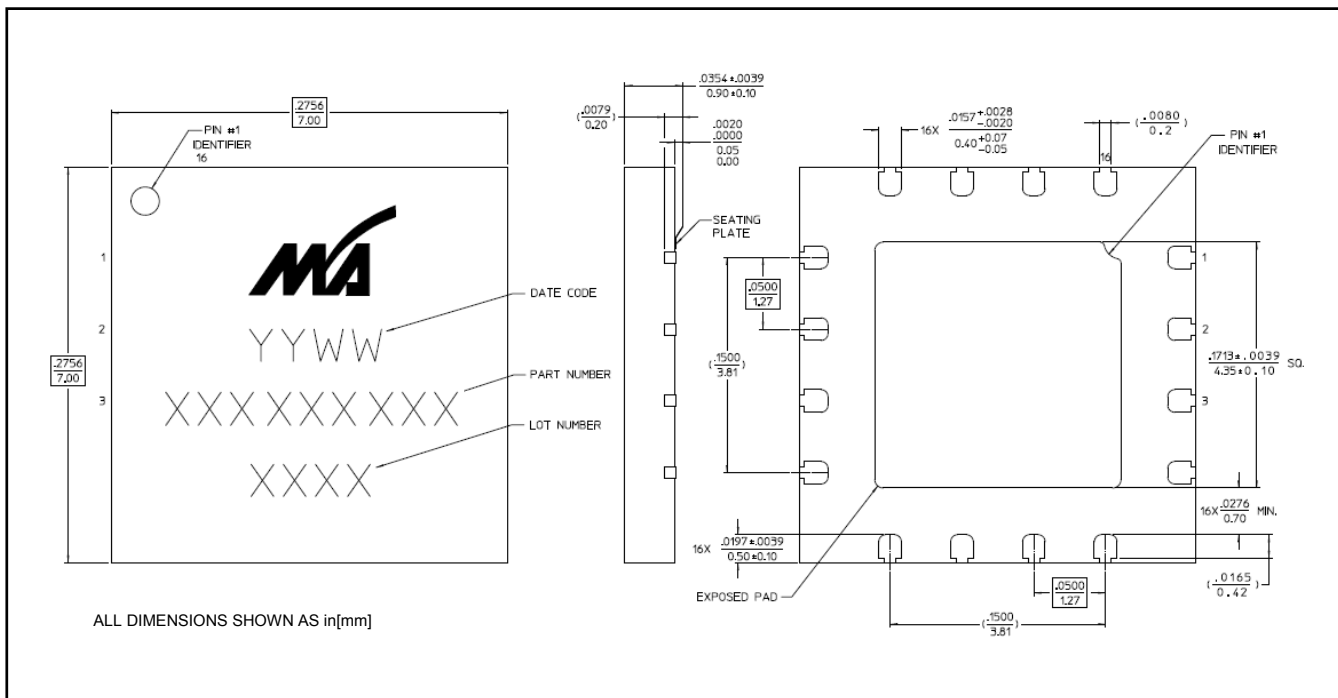 .2756
7.00
PIN #1
IDENTIFIER
16
1
2
3
.2756
7.00
MA
YYWW
XXXXXXXXX
XXXX
DATE CODE
PART NUMBER
LOT NUMBER
ALL DIMENSIONS SHOWN AS in[mm]
.0354±.0039
0.90±0.10
(.0079
0.20)
.0020
.0000
0.05
0.00
SEATING
PLATE
16X .0157+.0028
-.0020
0.40+0.07
-0.05
(.0080
0.2)
16
PIN #1
IDENTIFIER
.0500
1.27
(.1500
3.81)
1
2
3
.1713±.0039 SQ.
4.35±0.10
16X .0276 MIN.
0.70
16X .0197±.0039
0.50±0.10
EXPOSED PAD
.0500
1.27
(.1500
3.81)
(.0165
0.42)